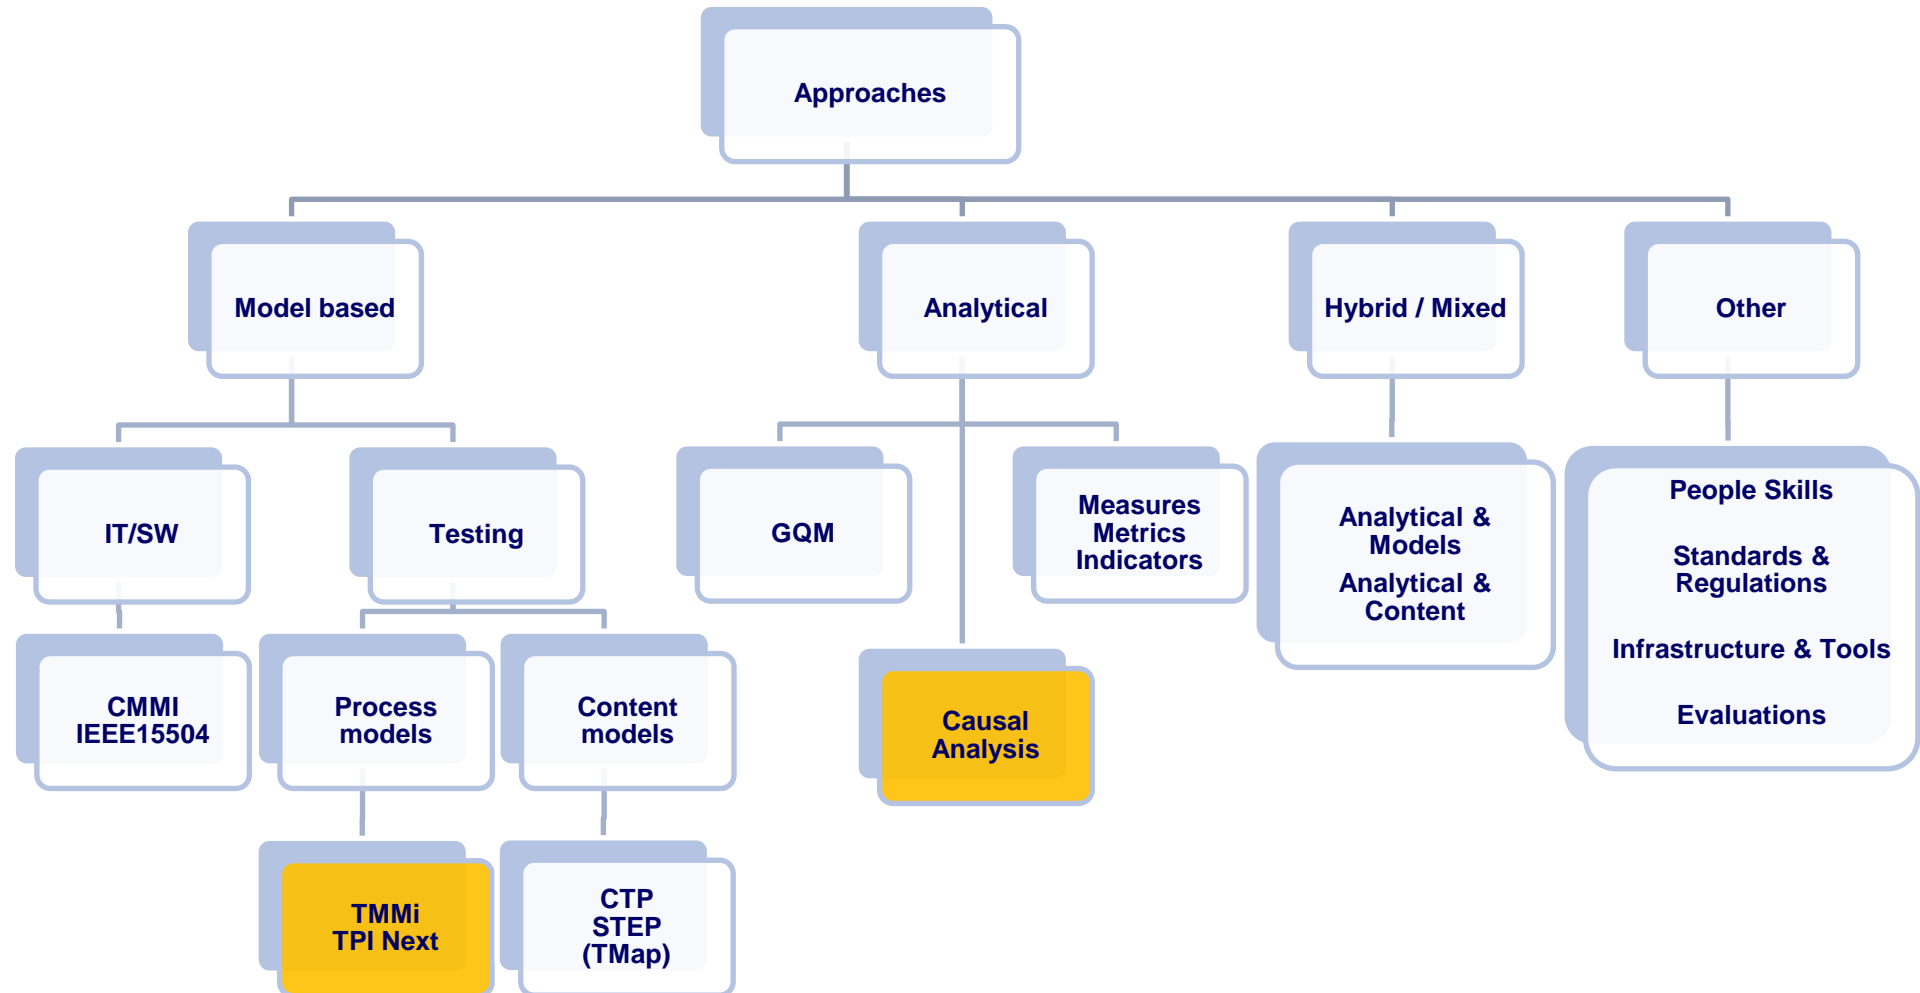 Approaches
Model based
Analytical
Hybrid / Mixed
Other
IT/SW
Testing
GQM
Measures
Metrics
Indicators
Analytical &
Models
Analytical &
Content
People Skills
Standards &
Regulations
Infrastructure & Tools
Evaluations
CMMI
IEEE15504
Process
models
Content
models
Causal
Analysis
TMMi
TPI Next
CTP
STEP
(TMap)